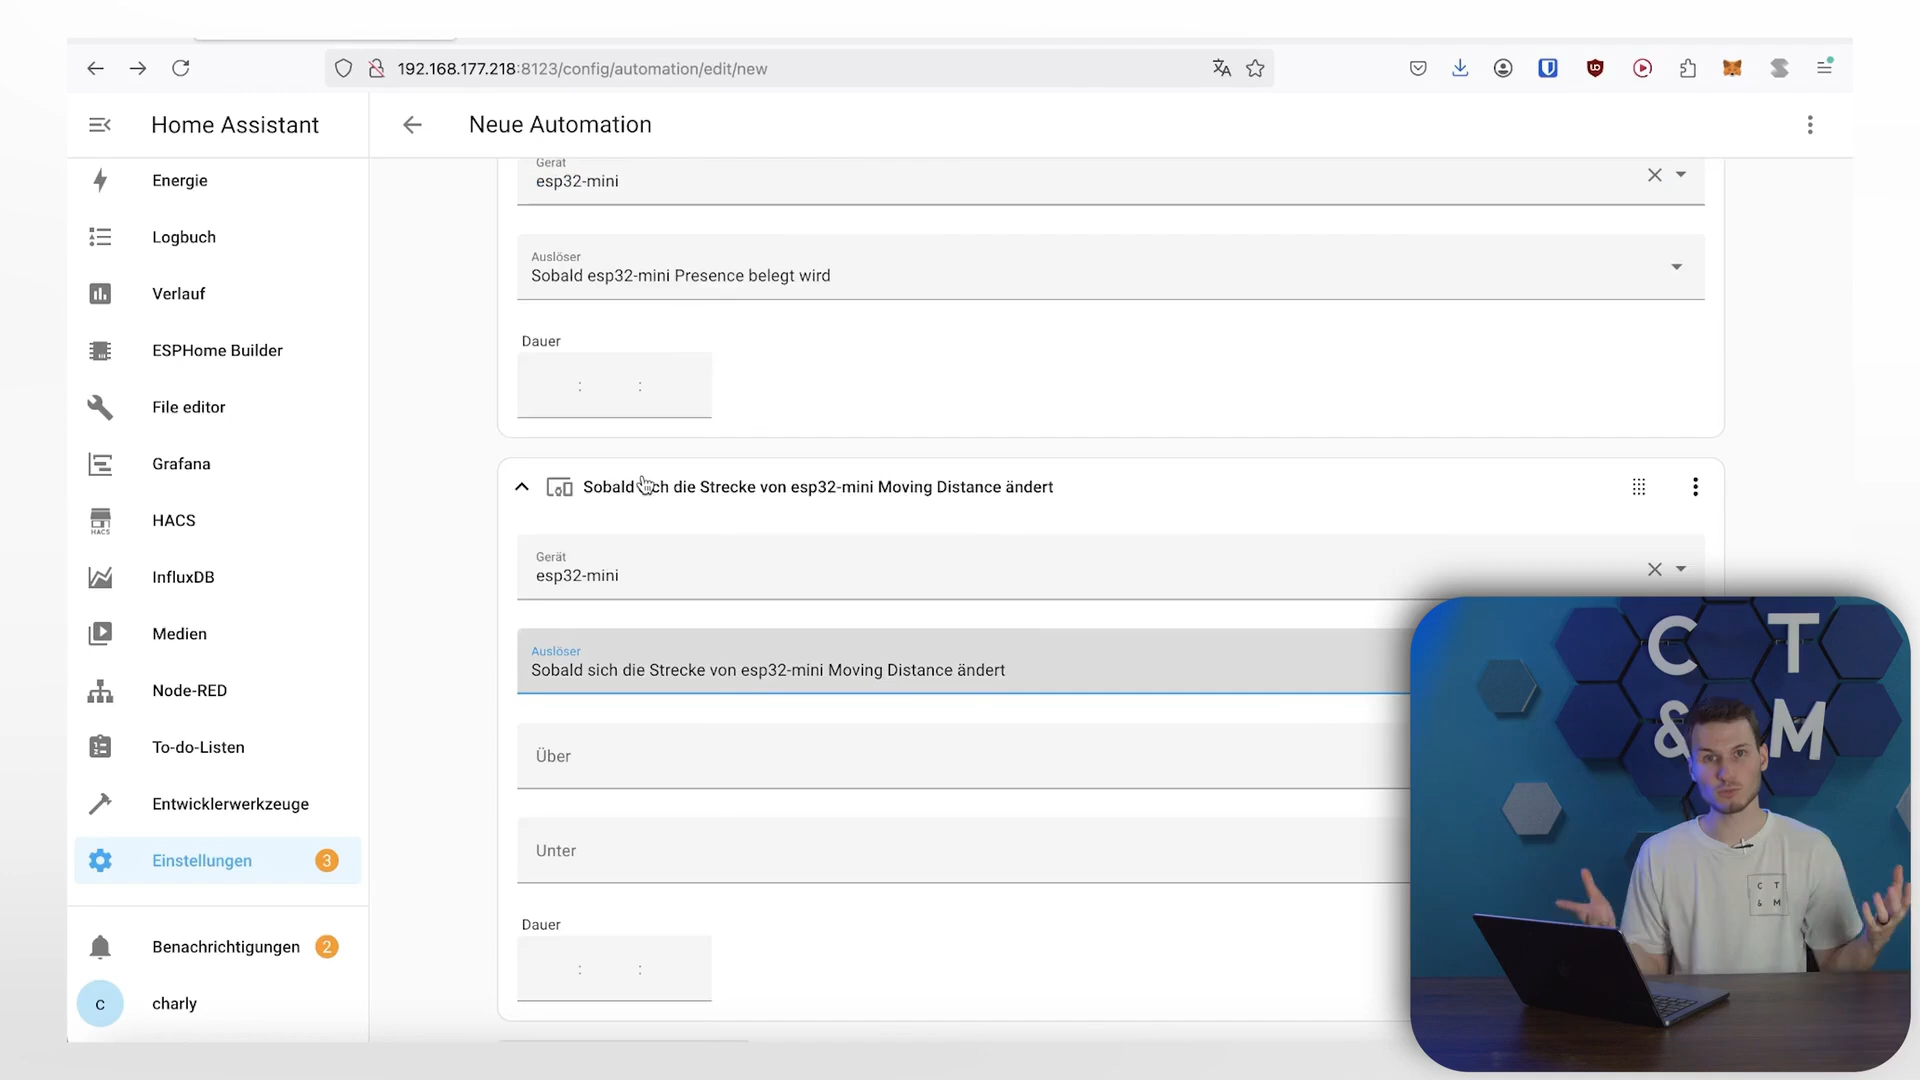 192.168.177.218:8123/config/automation/edit/new
Home Assistant
Neue Automation
Energie
Logbuch
Verlauf
ESPHome Builder
File editor
Grafana
HACS
HACS
InfluxDB
Medien
Node-RED
To-do-Listen
Entwicklerwerkzeuge
Einstellungen 3
Benachrichtigungen 2
C charly
Gerät
esp32-mini
Auslöser
Sobald esp32-mini Presence belegt wird
Dauer
: :
Sobald sich die Strecke von esp32-mini Moving Distance ändert
Gerät
esp32-mini
Auslöser
Sobald sich die Strecke von esp32-mini Moving Distance ändert
Über
Unter
Dauer
: :
C T
& M
C T
& M